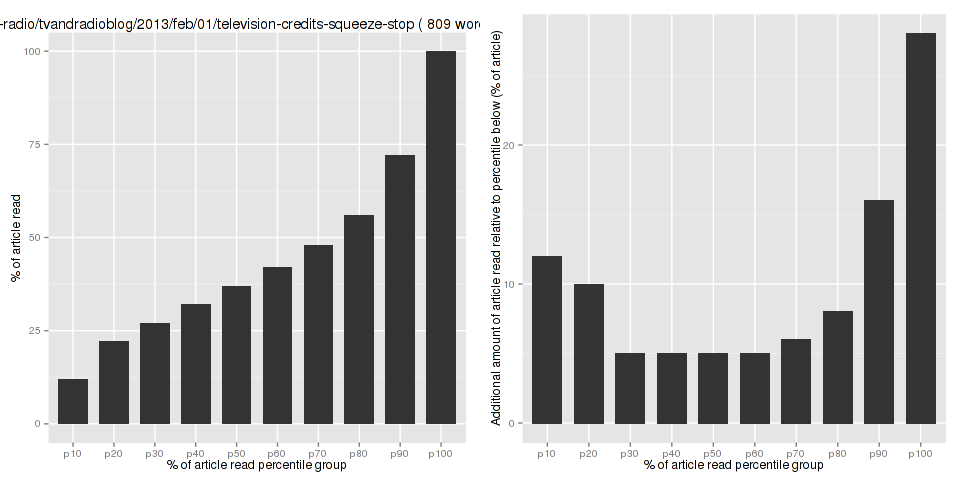 -radio/tvandradioblog/2013/feb/01/television-credits-squeeze-stop ( 809 wor
% of article read
100
75
50
25
0
p10 p20 p30 p40 p50 p60 p70 p80 p90 p100
% of article read percentile group
Additional amount of article read relative to percentile below (% of article)
20
10
0
p10 p20 p30 p40 p50 p60 p70 p80 p90 p100
% of article read percentile group